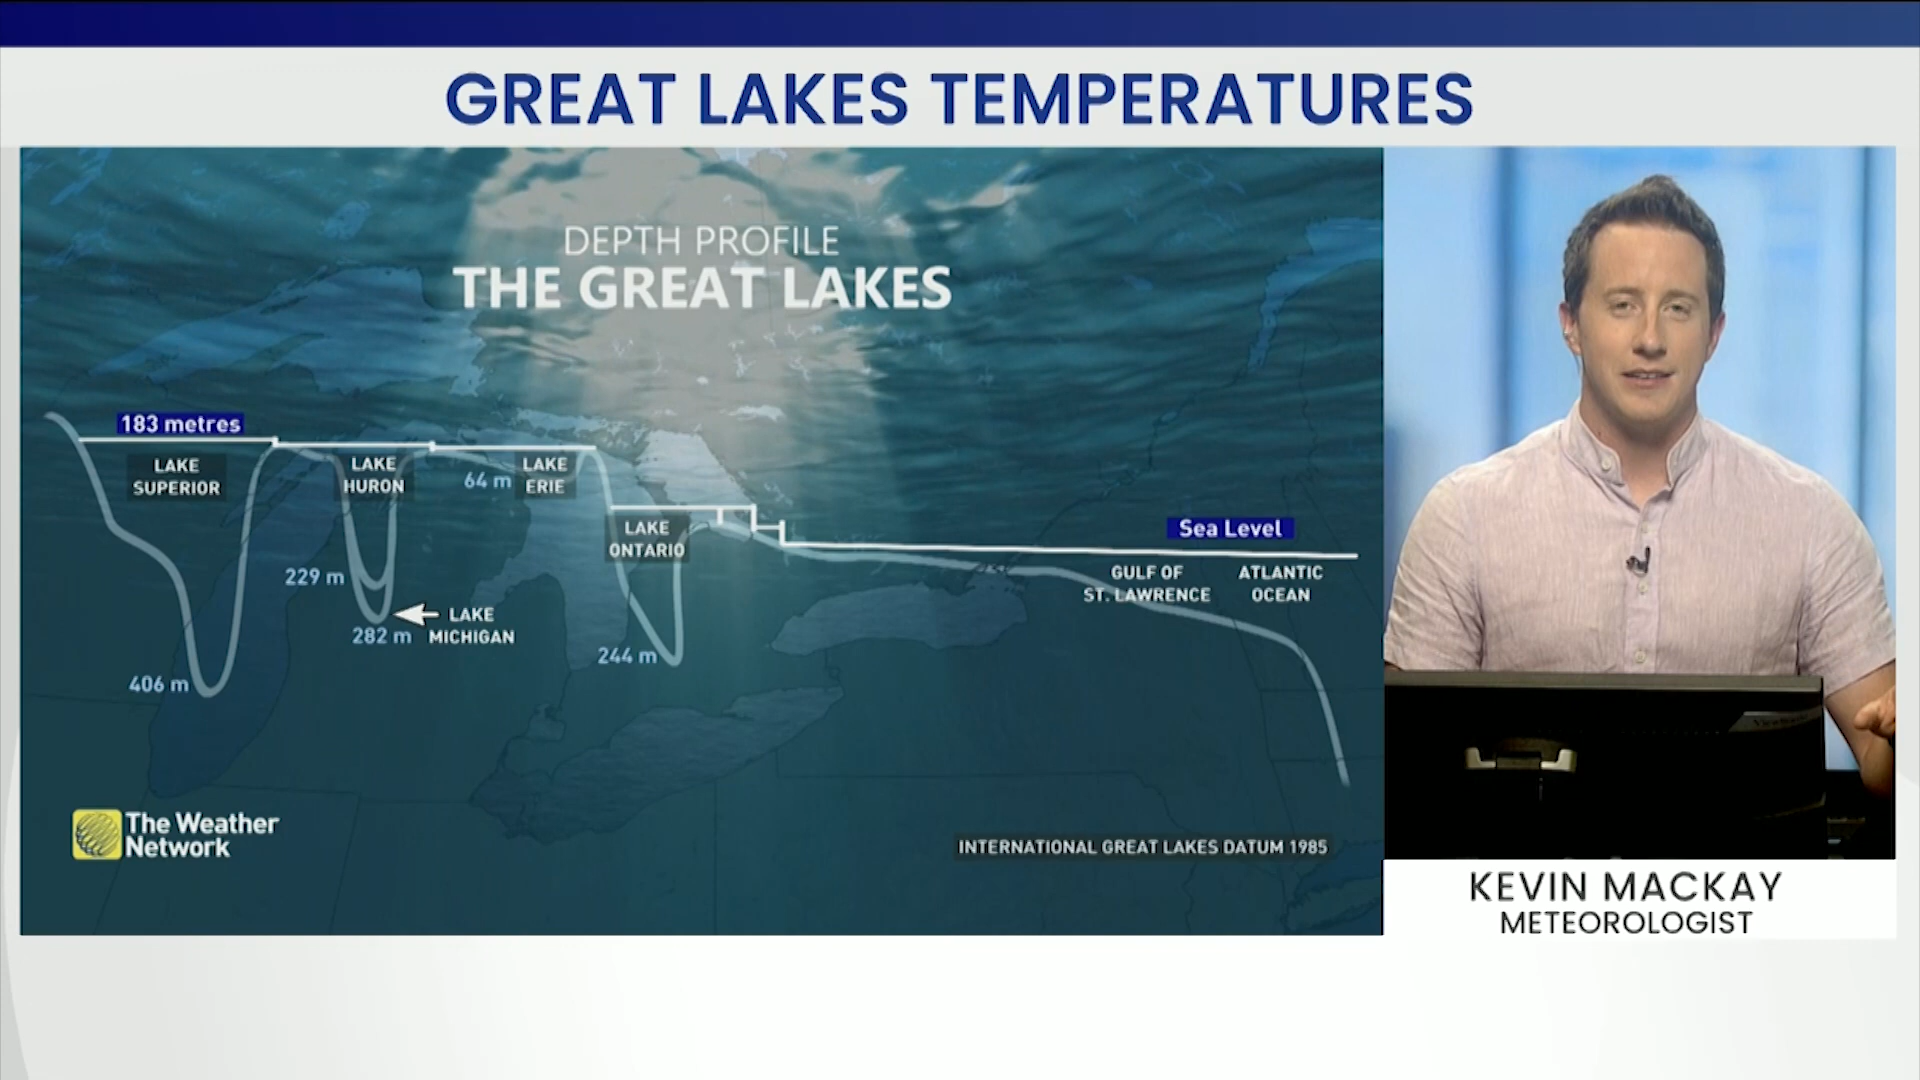 GREAT LAKES TEMPERATURES
DEPTH PROFILE
THE GREAT LAKES
183 metres
LAKE
SUPERIOR
LAKE
HURON
64 m
LAKE
ERIE
LAKE
ONTARIO
Sea Level
GULF OF
ST. LAWRENCE
ATLANTIC
OCEAN
229 m
282 m
LAKE
MICHIGAN
244 m
406 m
The Weather
Network
INTERNATIONAL GREAT LAKES DATUM 1985
KEVIN MACKAY
METEOROLOGIST